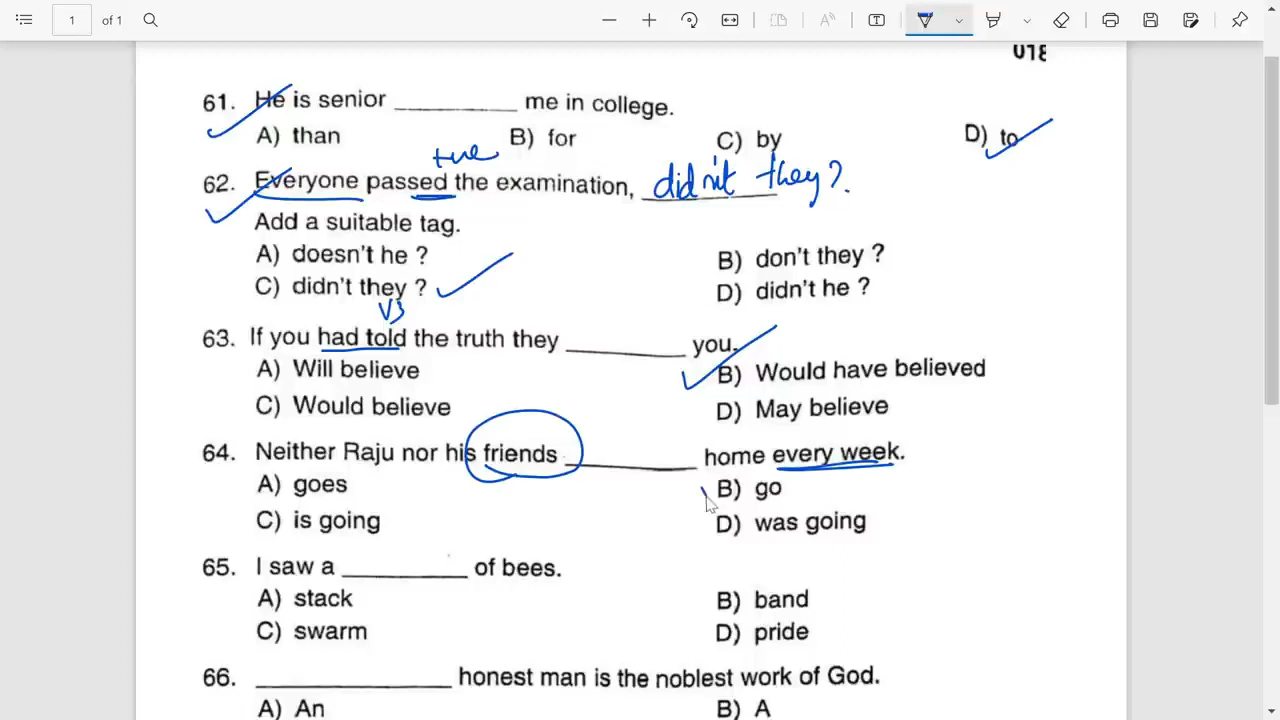 1 of 1
018
61. He is senior __________ me in college.
A) than B) for C) by D) to
+ve
62. Everyone passed the examination, didn't they?
Add a suitable tag.
A) doesn't he ? B) don't they ?
C) didn't they ? D) didn't he ?
V3
63. If you had told the truth they __________ you.
A) Will believe B) Would have believed
C) Would believe D) May believe
64. Neither Raju nor his friends __________ home every week.
A) goes B) go
C) is going D) was going
65. I saw a __________ of bees.
A) stack B) band
C) swarm D) pride
66. __________ honest man is the noblest work of God.
A) An B) A